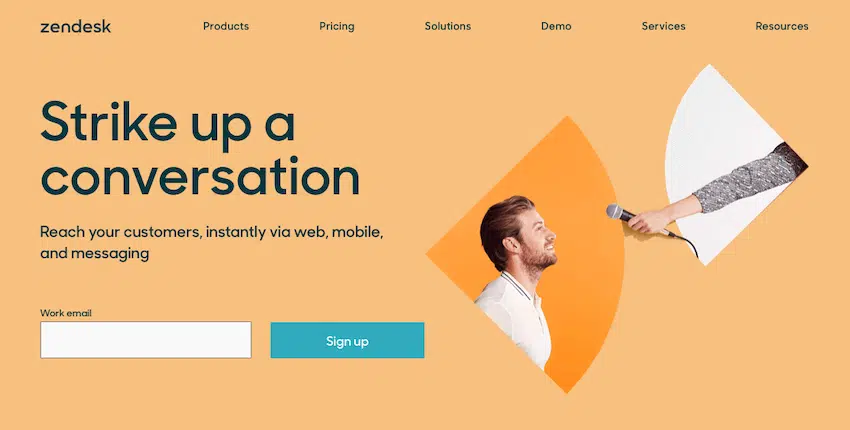 zendesk
Products
Pricing
Solutions
Demo
Services
Resources
Strike up a
conversation
Reach your customers, instantly via web, mobile,
and messaging
Work email
Sign up